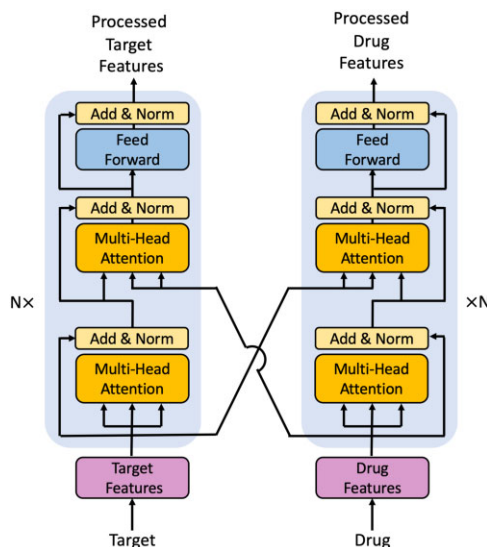 Processed
Target
Features
Add & Norm
Feed
Forward
Add & Norm
Multi-Head
Attention
N×
Add & Norm
Multi-Head
Attention
Target
Features
Target
Processed
Drug
Features
Add & Norm
Feed
Forward
Add & Norm
Multi-Head
Attention
×N
Add & Norm
Multi-Head
Attention
Drug
Features
Drug